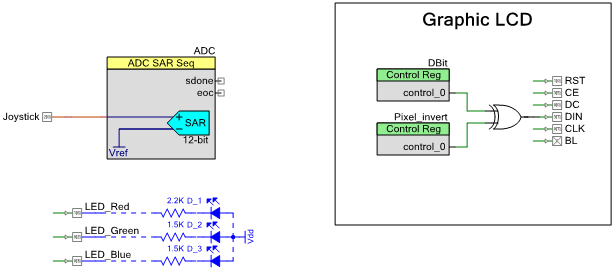 Graphic LCD
ADC
ADC SAR Seq
sdone
eoc
Joystick
SAR
12-bit
Vref
DBit
Control Reg
control_0
Pixel_invert
Control Reg
control_0
RST
CE
DC
DIN
CLK
BL
LED_Red
2.2K D_1
LED_Green
1.5K D_2
LED_Blue
1.5K D_3
Vdd